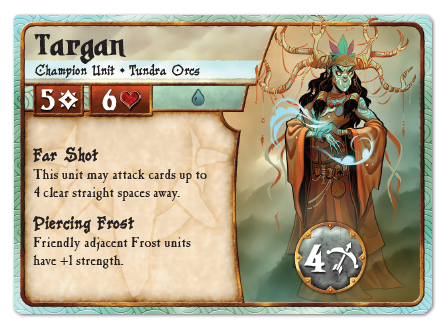 Targan
Champion Unit • Tundra Orcs
5 6
Far Shot
This unit may attack cards up to
4 clear straight spaces away.
Piercing Frost
Friendly adjacent Frost units
have +1 strength.
4